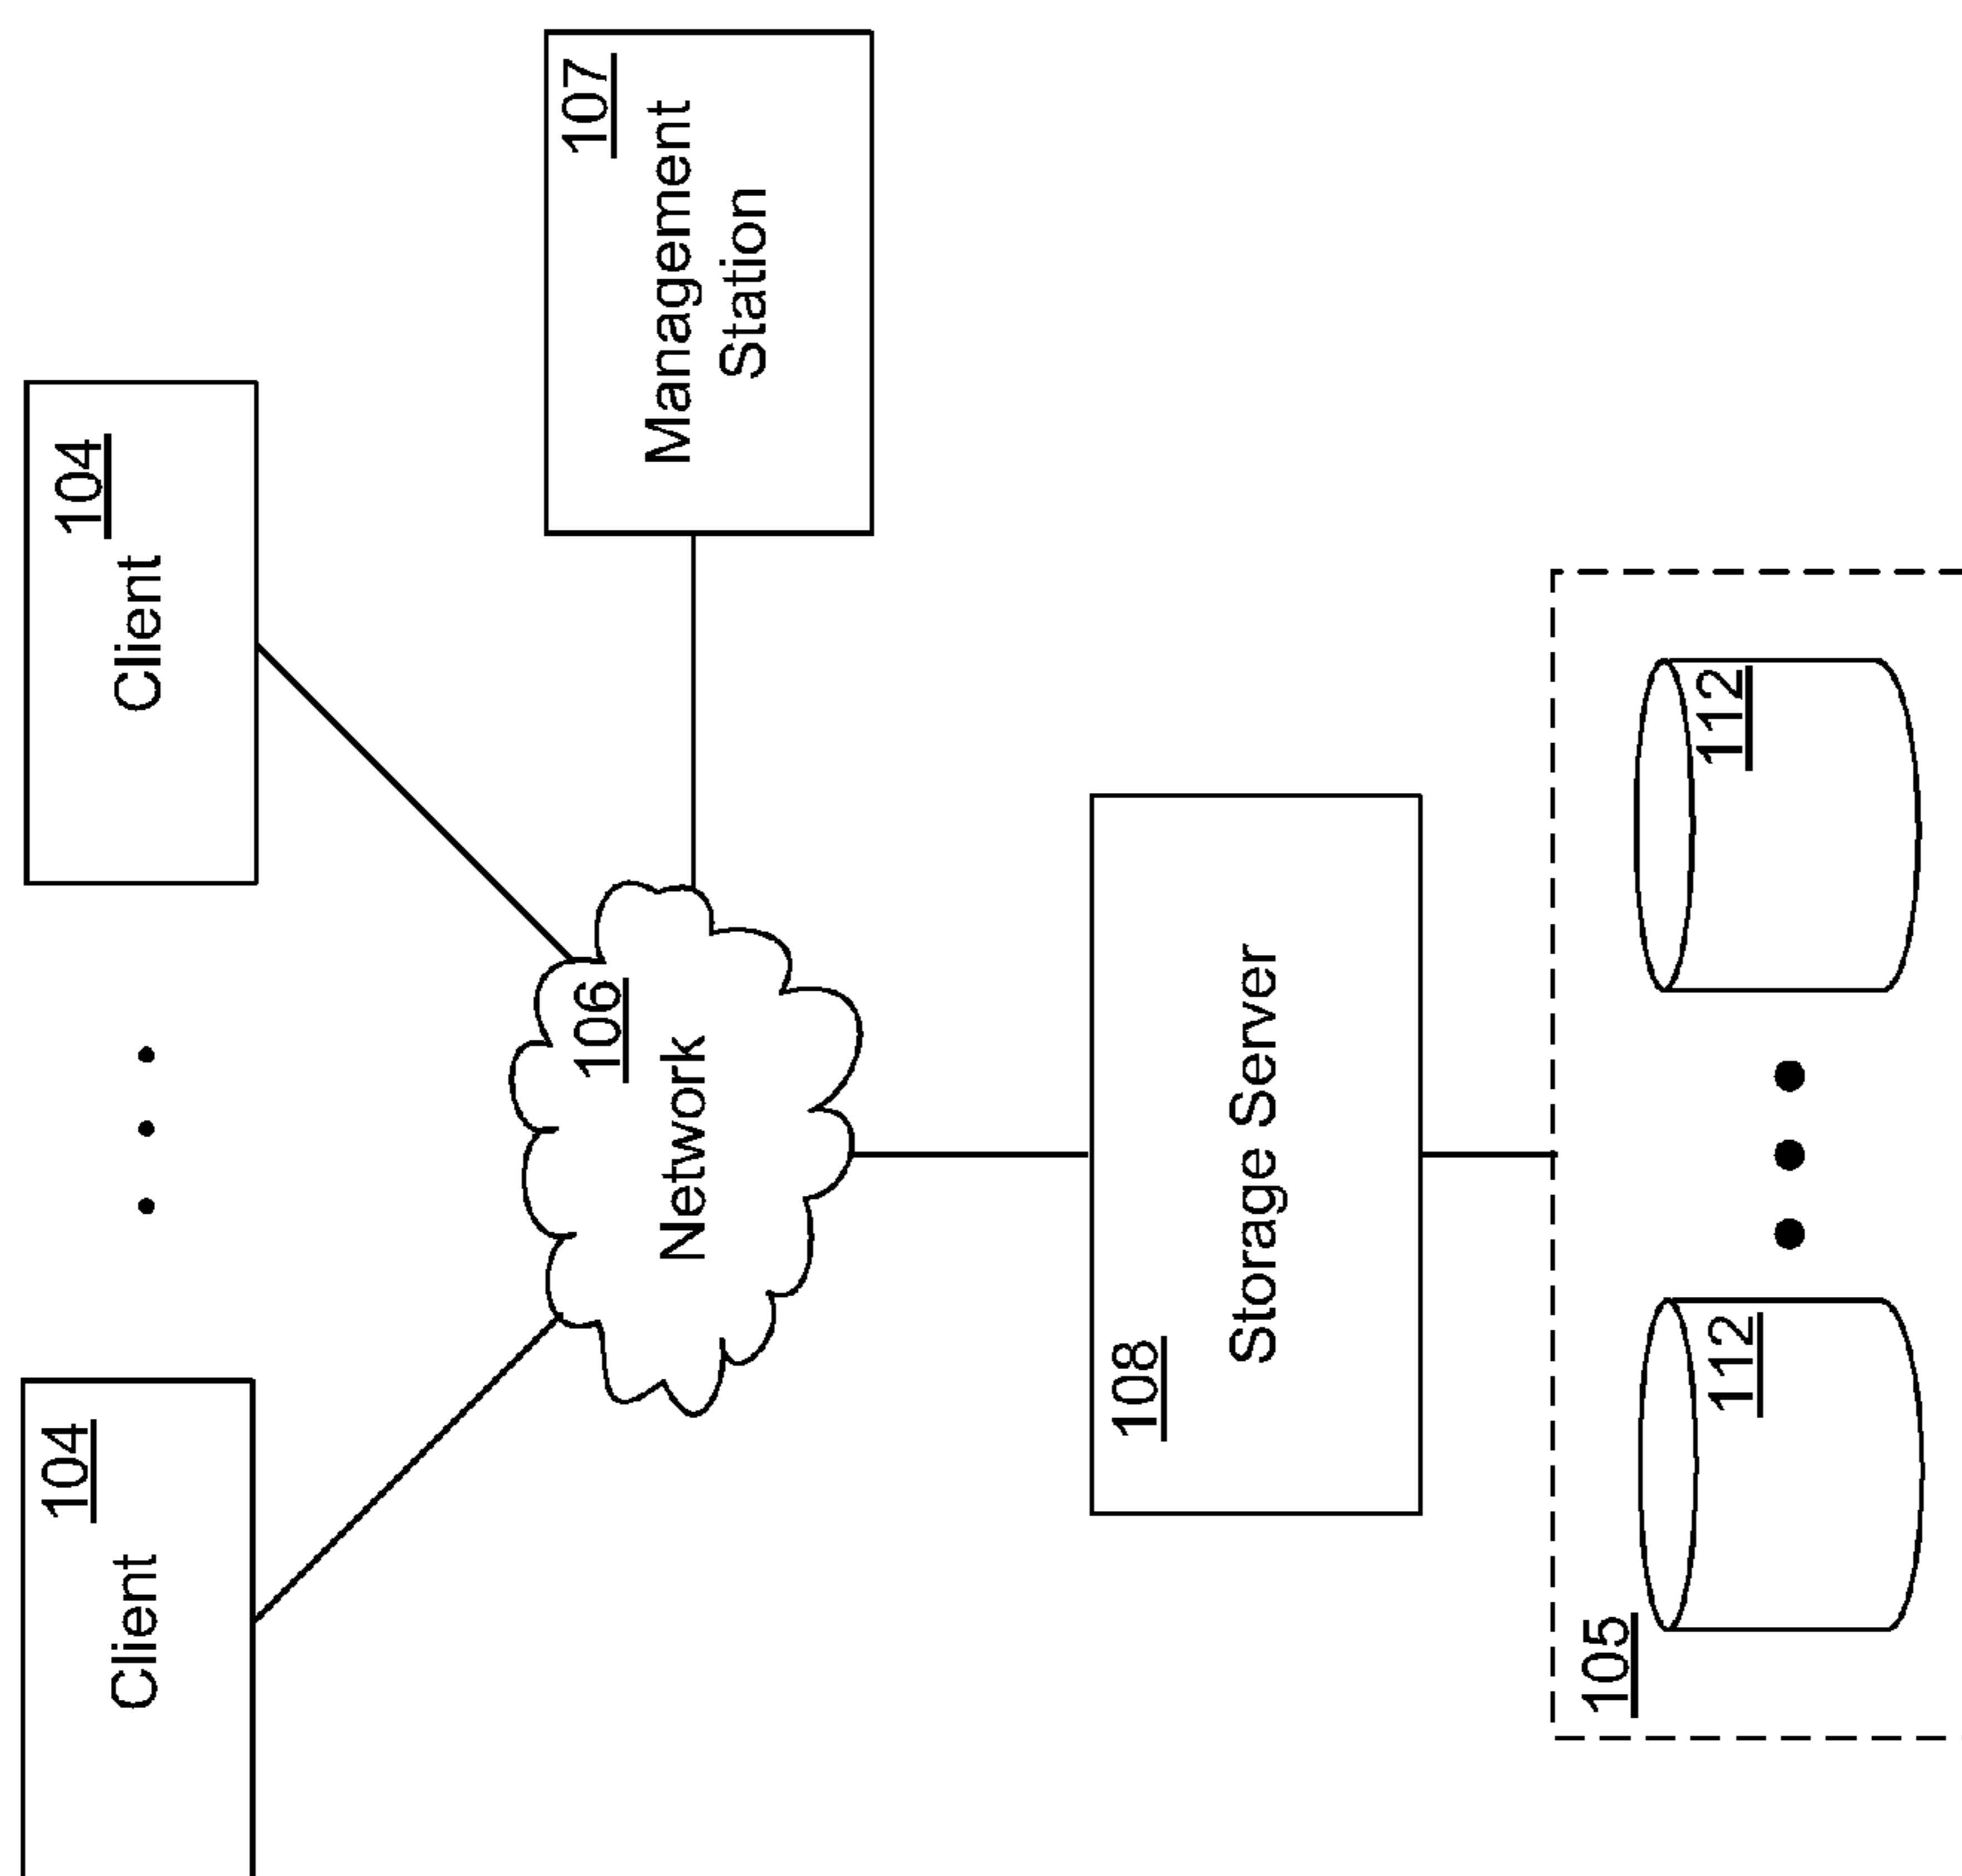 104
Client
104
Client
106
Network
107
Management
Station
108
Storage Server
105
112
112